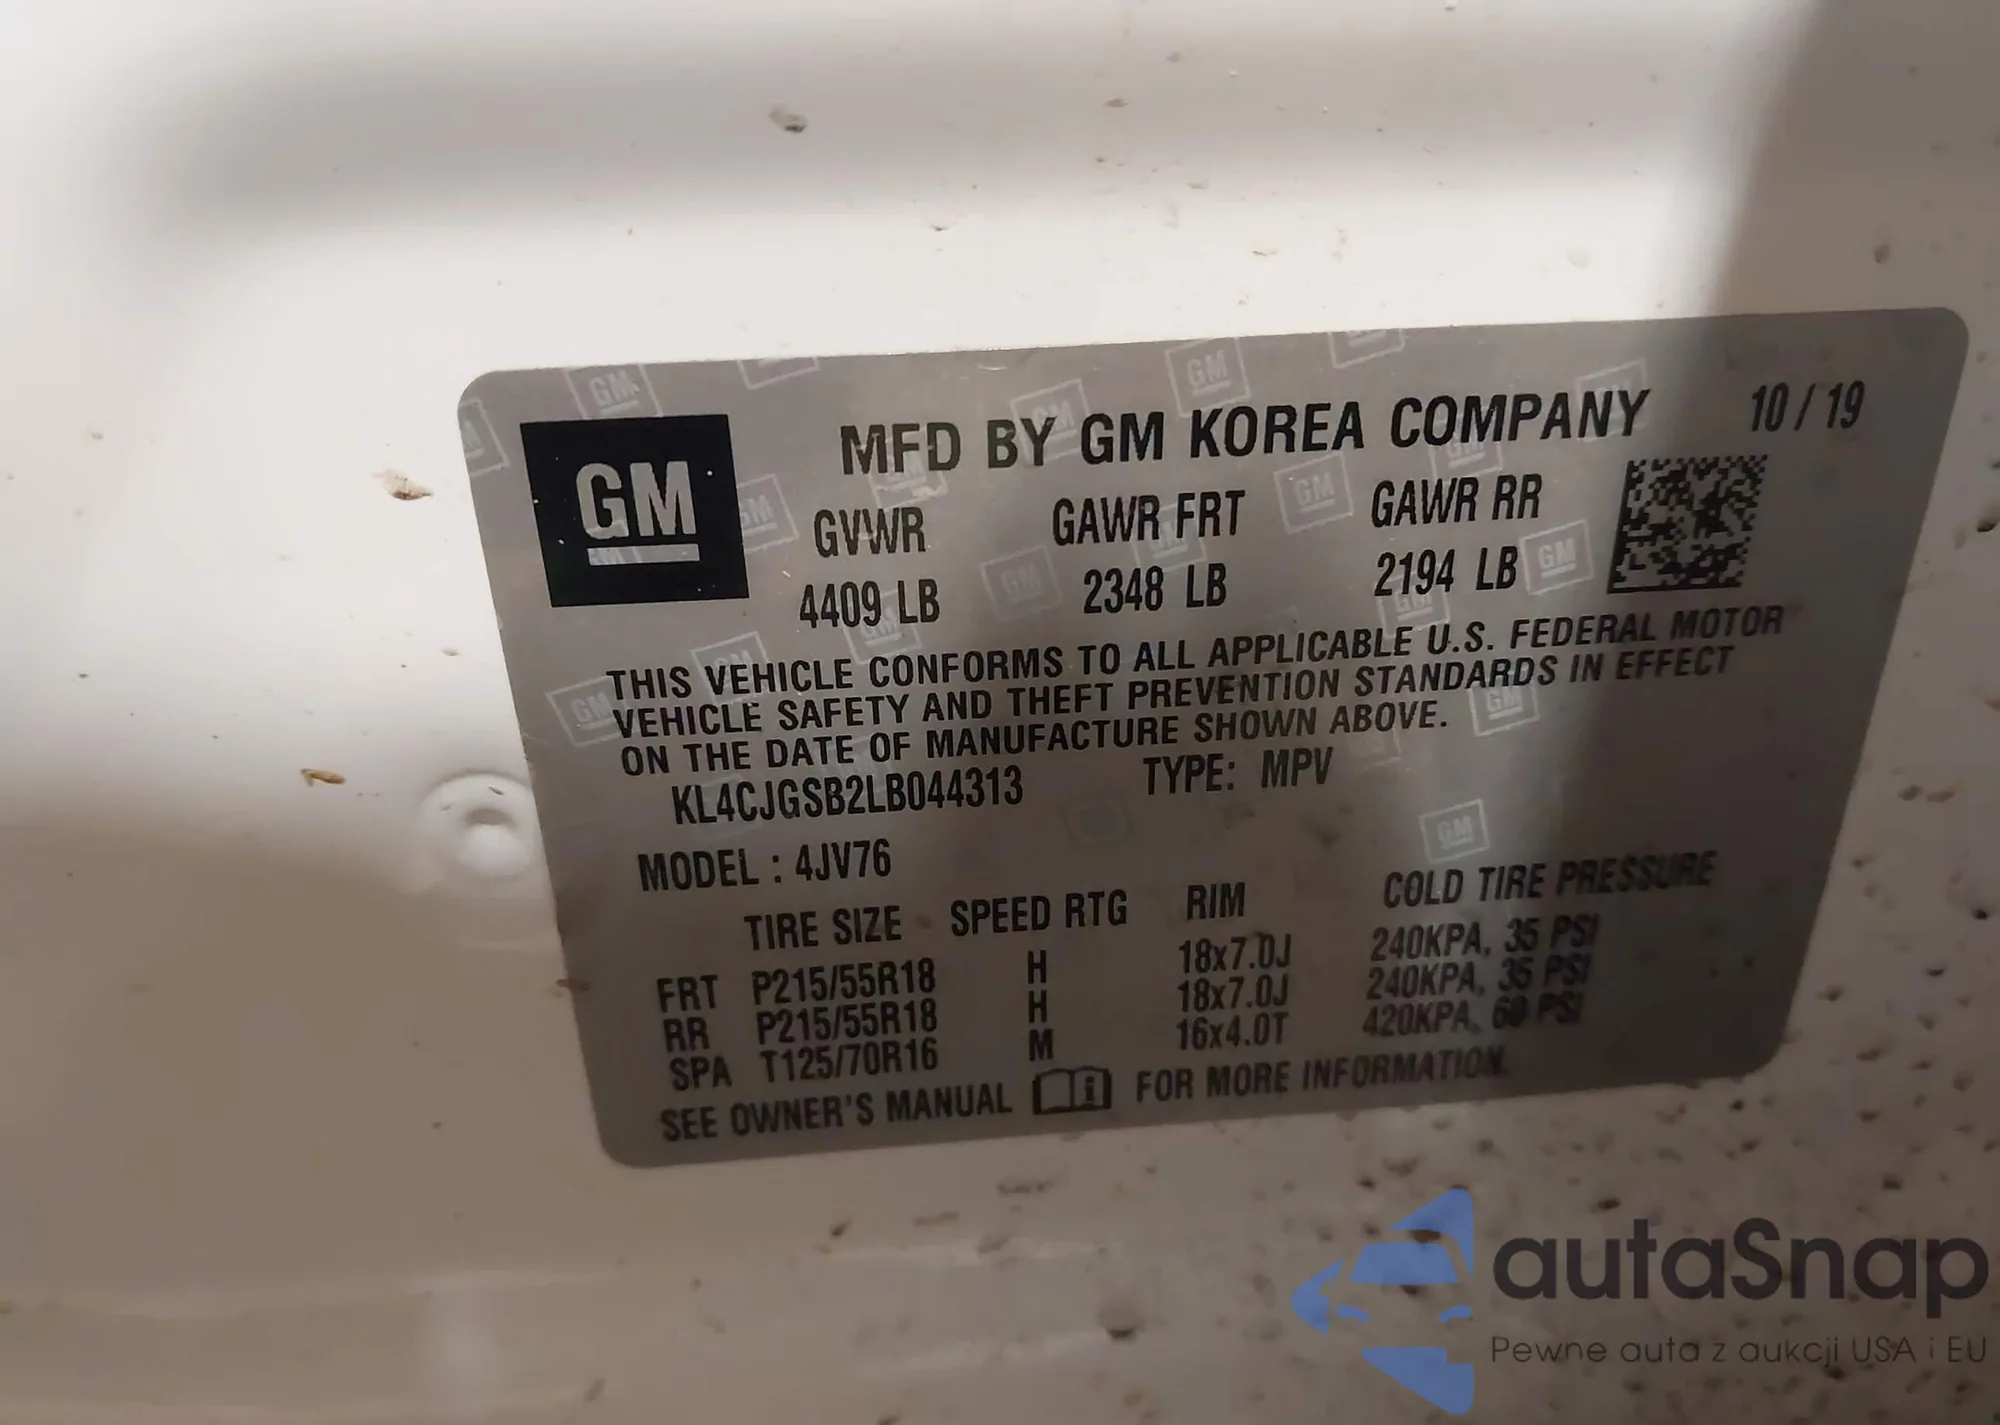 GM
MFD BY GM KOREA COMPANY 10 / 19
GVWR GAWR FRT GAWR RR
4409 LB 2348 LB 2194 LB
THIS VEHICLE CONFORMS TO ALL APPLICABLE U.S. FEDERAL MOTOR
VEHICLE SAFETY AND THEFT PREVENTION STANDARDS IN EFFECT
ON THE DATE OF MANUFACTURE SHOWN ABOVE.
KL4CJGSB2LB044313 TYPE: MPV
MODEL : 4JV76
TIRE SIZE SPEED RTG RIM COLD TIRE PRESSURE
FRT P215/55R18 H 18x7.0J 240KPA, 35 PSI
RR P215/55R18 H 18x7.0J 240KPA, 35 PSI
SPA T125/70R16 M 16x4.0T 420KPA, 60 PSI
SEE OWNER'S MANUAL i FOR MORE INFORMATION.
autaSnap
Pewne auta z aukcji USA i EU